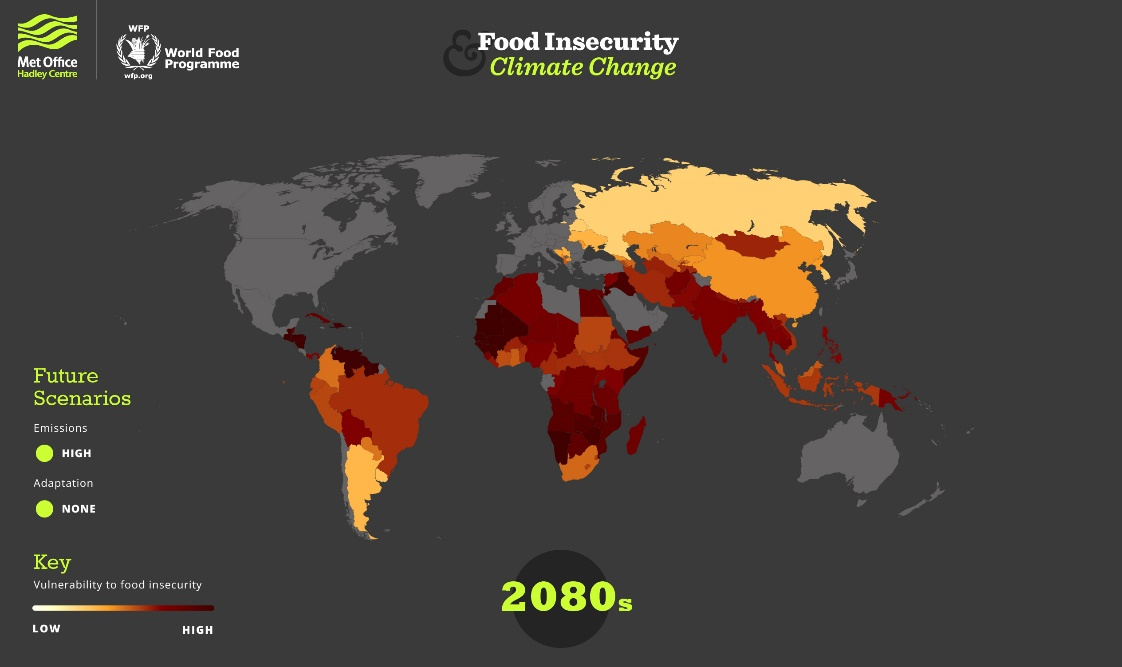 Met Office
Hadley Centre
WFP
wfp.org
World Food
Programme
& Food Insecurity
Climate Change
Future
Scenarios
Emissions
HIGH
Adaptation
NONE
Key
Vulnerability to food insecurity
LOW HIGH
2080s